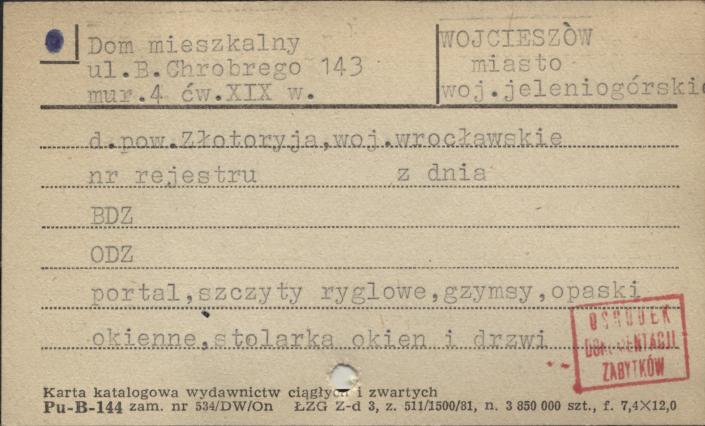 Dom mieszkalny
ul.B.Chrobrego 143
mur.4 ćw.XIX w.
WOJCIESZÒW
miasto
woj.jeleniogórskie
d.pow.Złotoryja,woj.wrocławskie
nr rejestru z dnia
BDZ
ODZ
portal,szczyty ryglowe,gzymsy,opaski
okienne,stolarka okien i drzwi
OŚRODEK
DOKUMENTACJI
ZABYTKÓW
Karta katalogowa wydawnictw ciągłych i zwartych
Pu-B-144 zam. nr 534/DW/On ŁZG Z-d 3, z. 511/1500/81, n. 3 850 000 szt., f. 7,4×12,0